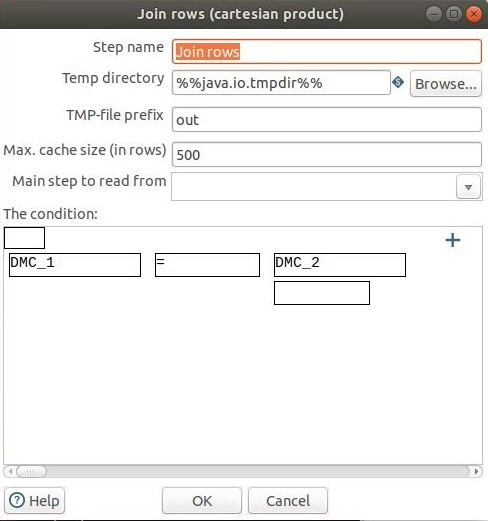 Join rows (cartesian product)
Step name Join rows
Temp directory %%java.io.tmpdir%% Browse...
TMP-file prefix out
Max. cache size (in rows) 500
Main step to read from
The condition:
DMC_1 = DMC_2
Help OK Cancel